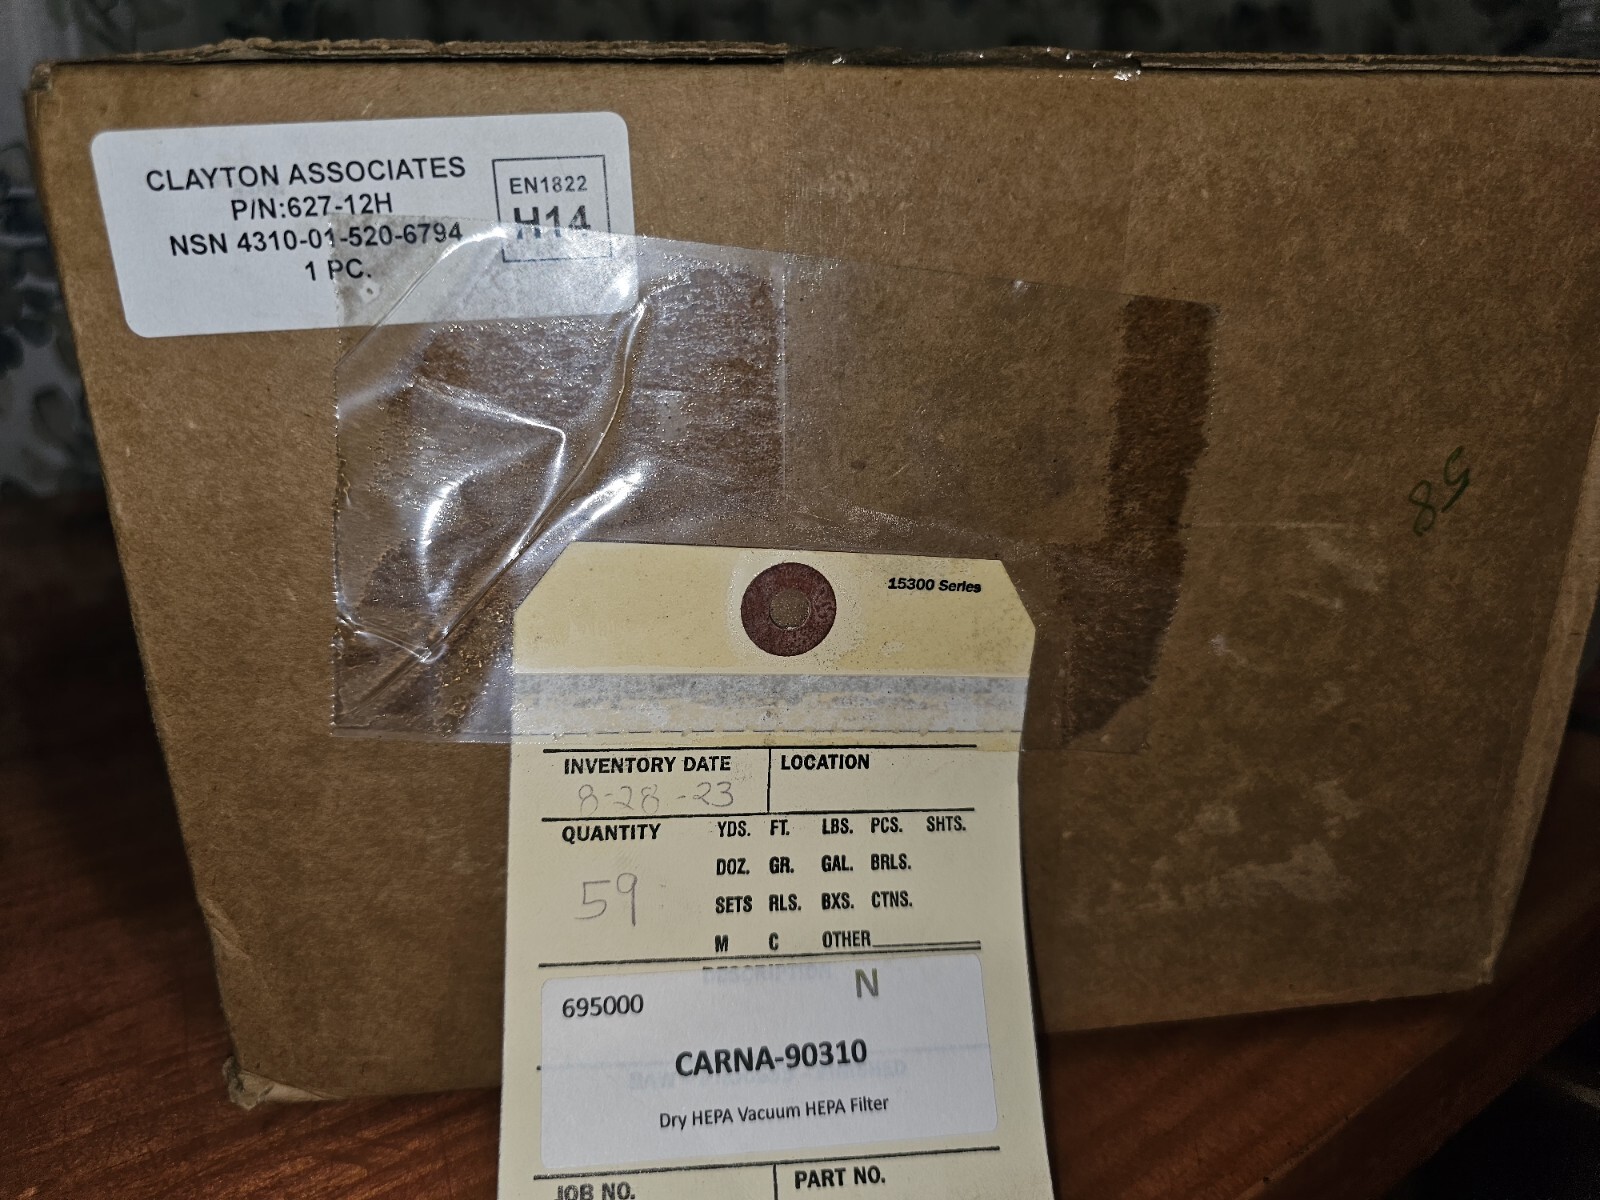 CLAYTON ASSOCIATES
P/N:627-12H
NSN 4310-01-520-6794
1 PC.
EN1822
H14
58
15300 Series
INVENTORY DATE
8-28-23
LOCATION
QUANTITY
59
YDS. FT. LBS. PCS. SHTS.
DOZ. GR. GAL. BRLS.
SETS RLS. BXS. CTNS.
M C OTHER
DESCRIPTION
N
695000
CARNA-90310
Dry HEPA Vacuum HEPA Filter
JOB NO.
PART NO.